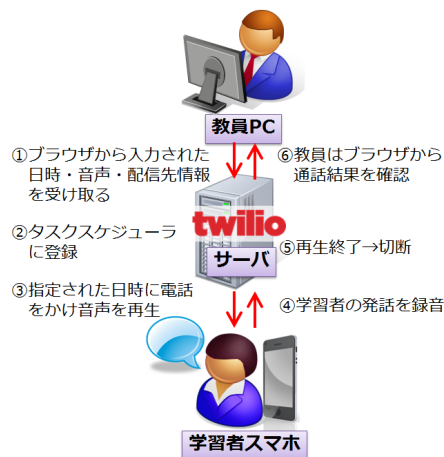 教員PC
①ブラウザから入力された
日時・音声・配信先情報
を受け取る
⑥教員はブラウザから
通話結果を確認
twilio
②タスクスケジューラ
に登録
サーバ
⑤再生終了→切断
③指定された日時に電話
をかけ音声を再生
④学習者の発話を録音
学習者スマホ